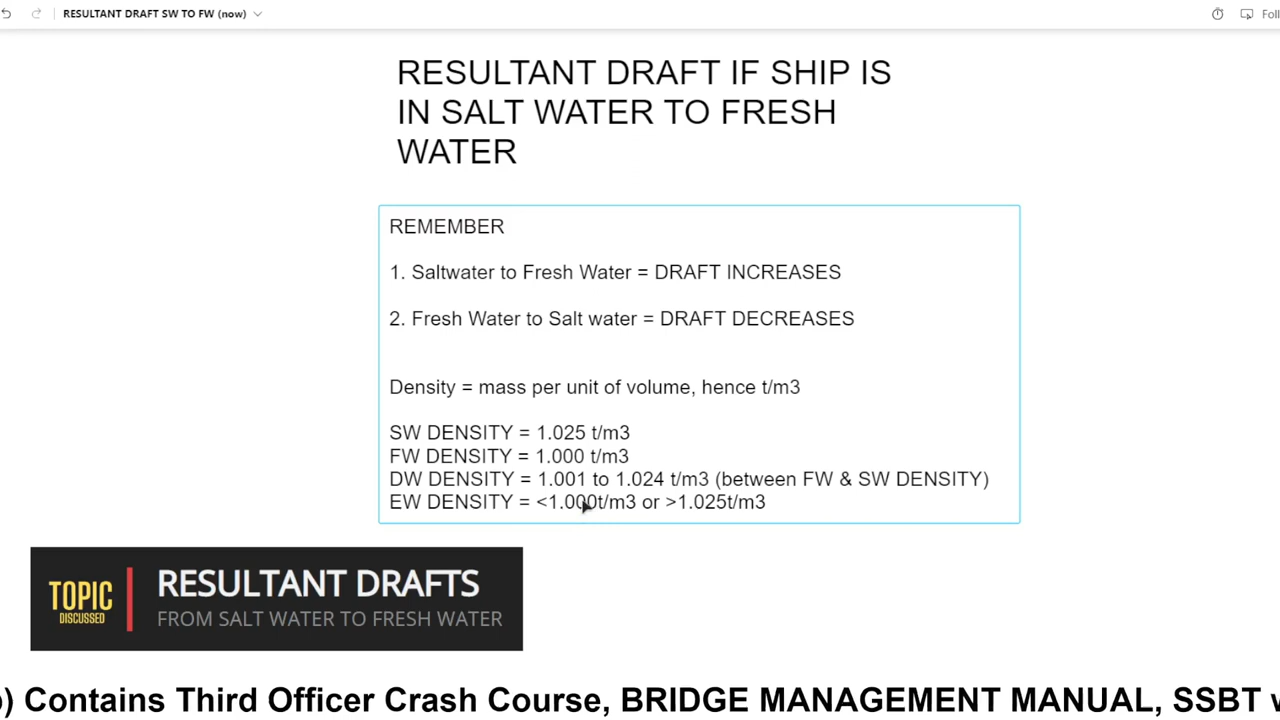 RESULTANT DRAFT SW TO FW (now)
Foll
RESULTANT DRAFT IF SHIP IS
IN SALT WATER TO FRESH
WATER
REMEMBER
1. Saltwater to Fresh Water = DRAFT INCREASES
2. Fresh Water to Salt water = DRAFT DECREASES
Density = mass per unit of volume, hence t/m3
SW DENSITY = 1.025 t/m3
FW DENSITY = 1.000 t/m3
DW DENSITY = 1.001 to 1.024 t/m3 (between FW & SW DENSITY)
EW DENSITY = <1.000t/m3 or >1.025t/m3
TOPIC
DISCUSSED
RESULTANT DRAFTS
FROM SALT WATER TO FRESH WATER
) Contains Third Officer Crash Course, BRIDGE MANAGEMENT MANUAL, SSBT